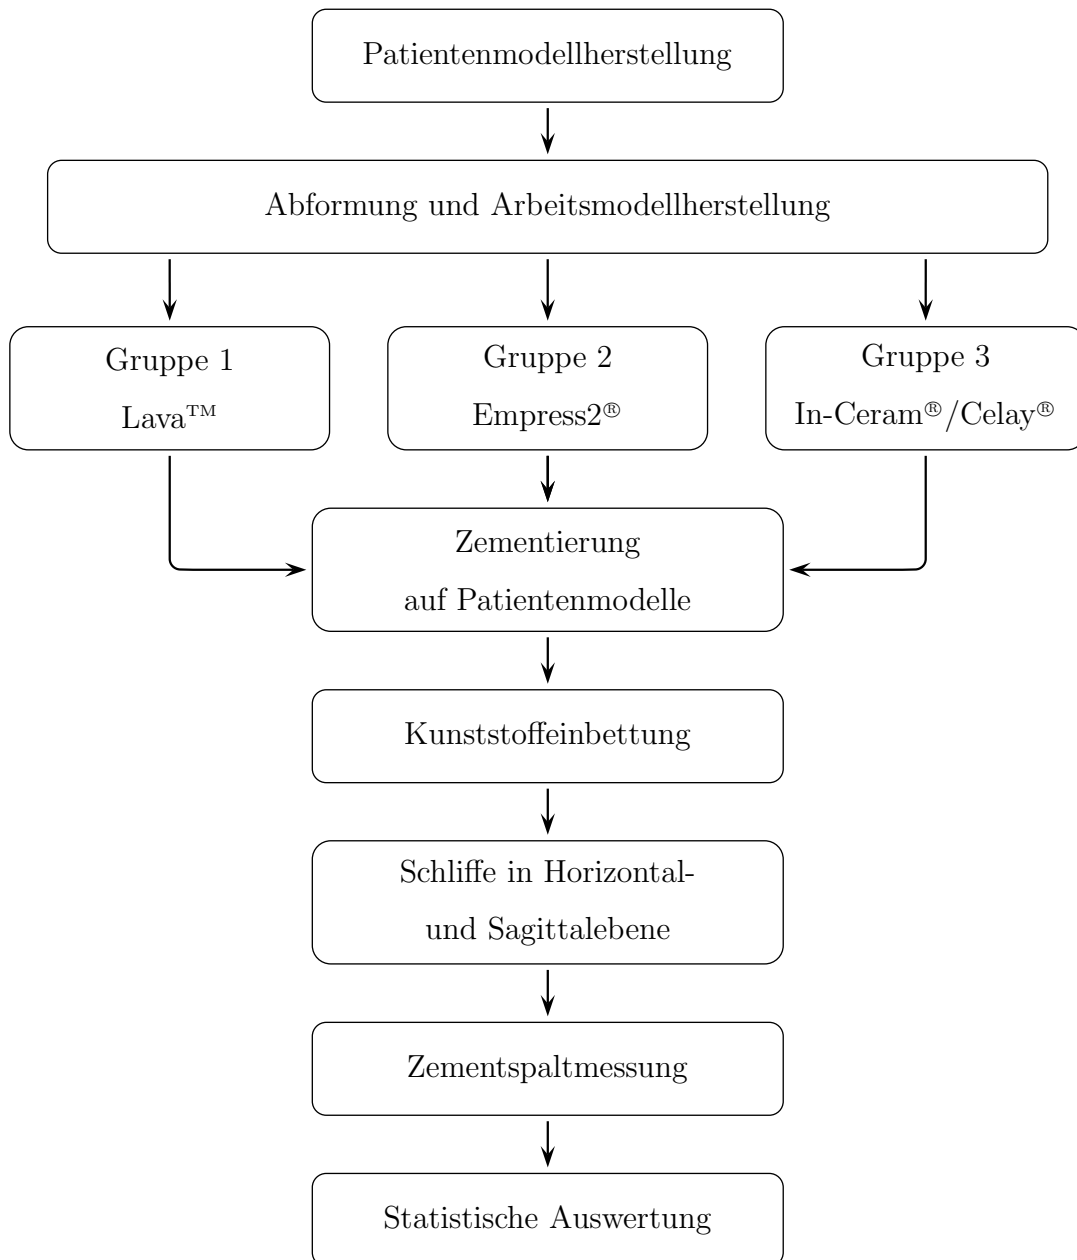 Patientenmodellherstellung
Abformung und Arbeitsmodellherstellung
Gruppe 1
Lava™
Gruppe 2
Empress2®
Gruppe 3
In-Ceram®/Celay®
Zementierung
auf Patientenmodelle
Kunststoffeinbettung
Schliffe in Horizontal-
und Sagittalebene
Zementspaltmessung
Statistische Auswertung